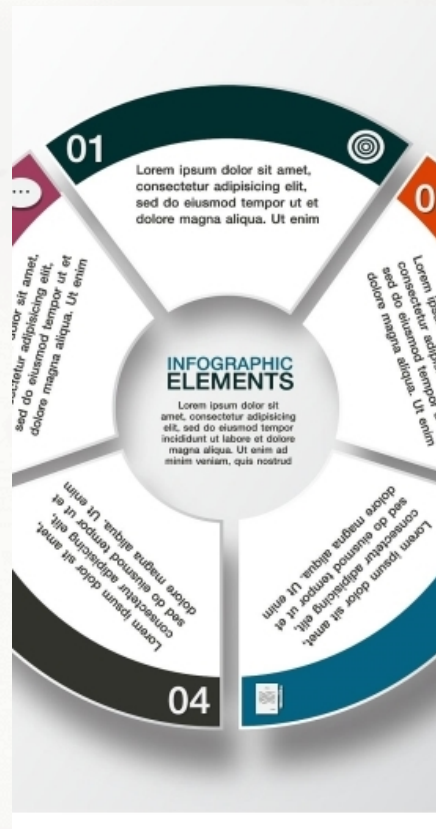 01
Lorem ipsum dolor sit amet,
consectetur adipisicing elit,
sed do eiusmod tempor ut et
dolore magna aliqua. Ut enim
0
Lorem
consectetur
sed do eiusmod tempor
dolore magna aliqua. Ut enim
INFOGRAPHIC
ELEMENTS
Lorem ipsum dolor sit
amet, contetur adipisicing
elit, sed do eiusmod tempor
incididunt ut labore et dolore
magna aliqua. Ut enim ad
minim veniam, quis nostrud
Lorem ipsum dolor sit amet,
consectetur adipisicing elit,
sed do eiusmod tempor ut et
dolore magna aliqua. Ut enim
04
Lorem ipsum dolor sit amet,
consectetur adipisicing elit,
sed do eiusmod tempor ut et
dolore magna aliqua. Ut enim
dolor sit amet,
adipisicing elit,
sed do eiusmod tempor ut et
dolore magna aliqua. Ut enim